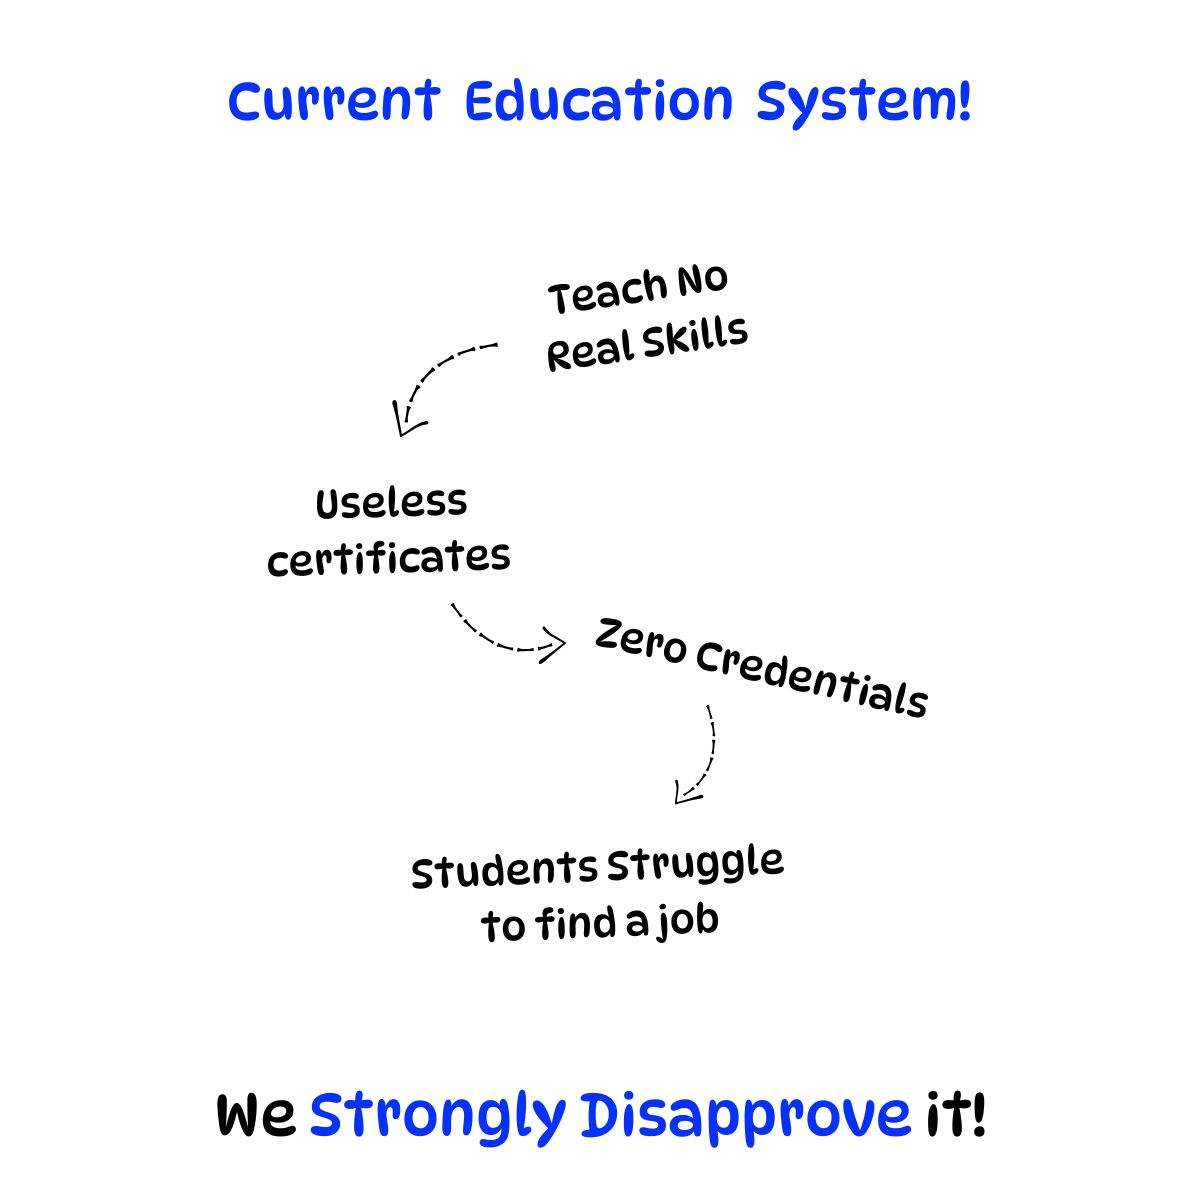 Current Education System!
Teach No
Real Skills
Useless
certificates
Zero Credentials
Students Struggle
to find a job
We Strongly Disapprove it!